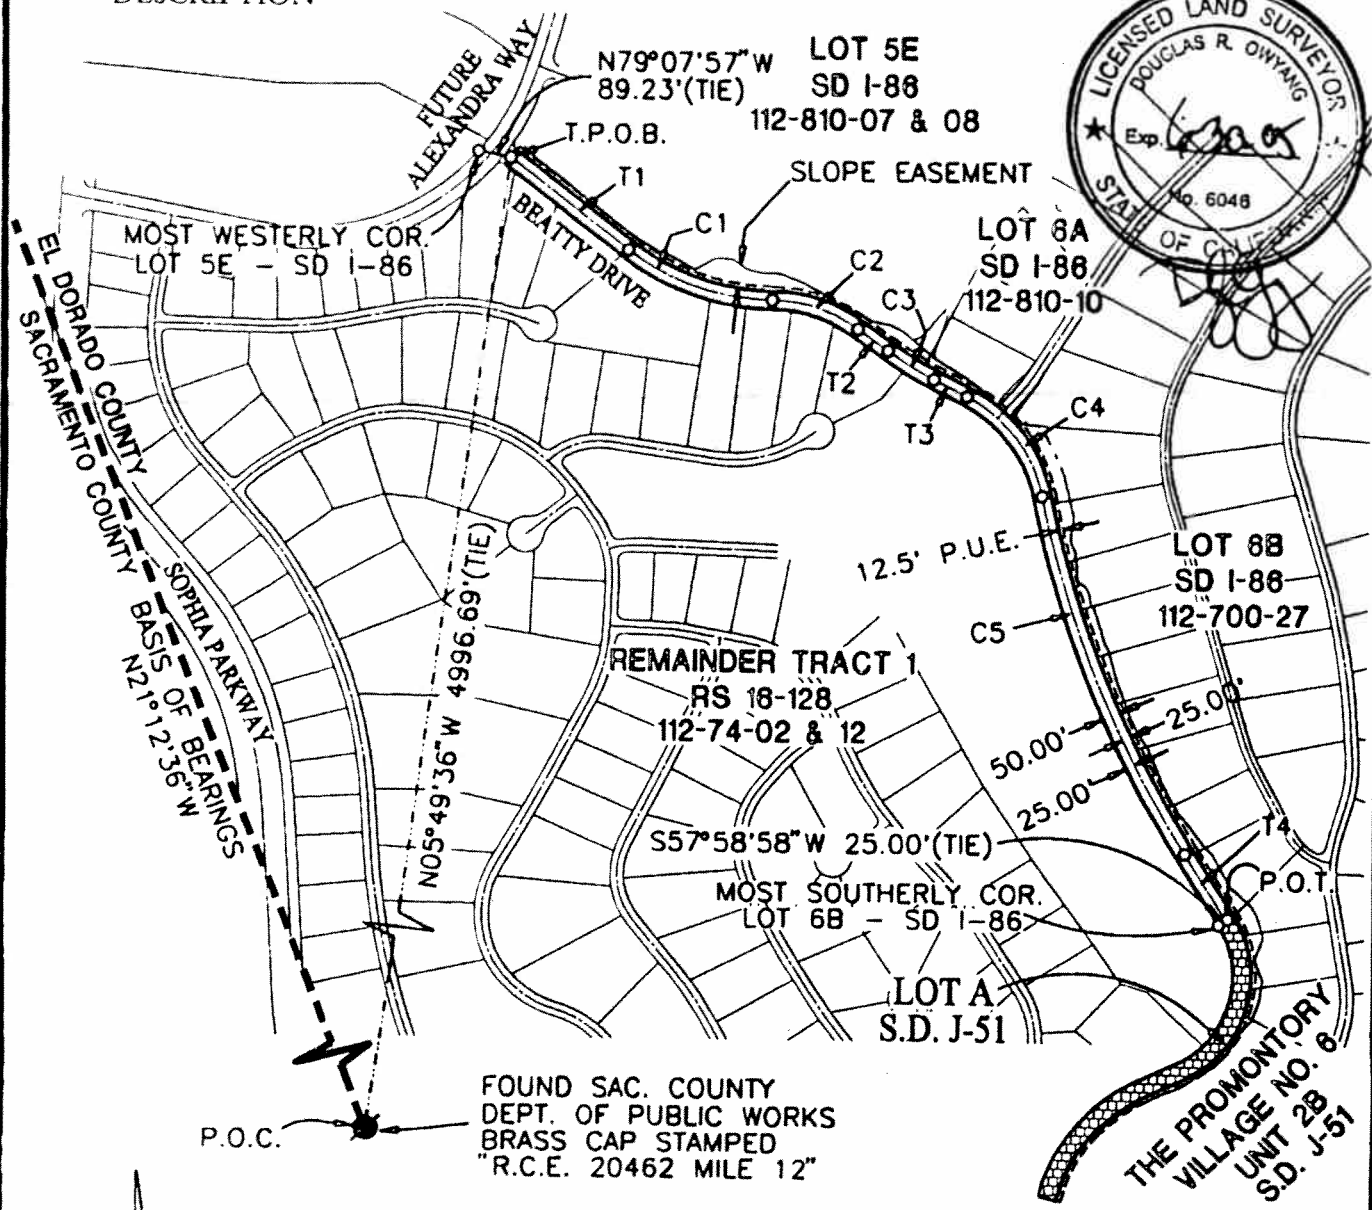 DESCRIPTION
LICENSED LAND SURVEYOR
DOUGLAS R. OWYANG
Exp.
No. 6046
STATE OF CALIFORNIA
FUTURE
ALEXANDRA WAY
N79°07'57"W
89.23'(TIE)
LOT 5E
SD I-86
112-810-07 & 08
T.P.O.B.
T1
SLOPE EASEMENT
BEATTY DRIVE
C1
MOST WESTERLY COR.
LOT 5E - SD I-86
C2
LOT 6A
SD I-86
112-810-10
C3
T2
T3
C4
EL DORADO COUNTY
SACRAMENTO COUNTY
12.5' P.U.E.
LOT 6B
SD I-86
112-700-27
C5
SOPHIA PARKWAY
BASIS OF BEARINGS
N21°12'36"W
N05°49'36"W 4996.69'(TIE)
REMAINDER TRACT 1
RS 16-128
112-74-02 & 12
25.00'
50.00'
25.00'
S57°58'58"W 25.00'(TIE)
T4
P.O.T.
MOST SOUTHERLY COR.
LOT 6B - SD I-86
LOT A
S.D. J-51
THE PROMONTORY
VILLAGE NO. 6
UNIT 2B
S.D. J-51
P.O.C.
FOUND SAC. COUNTY
DEPT. OF PUBLIC WORKS
BRASS CAP STAMPED
"R.C.E. 20462 MILE 12"